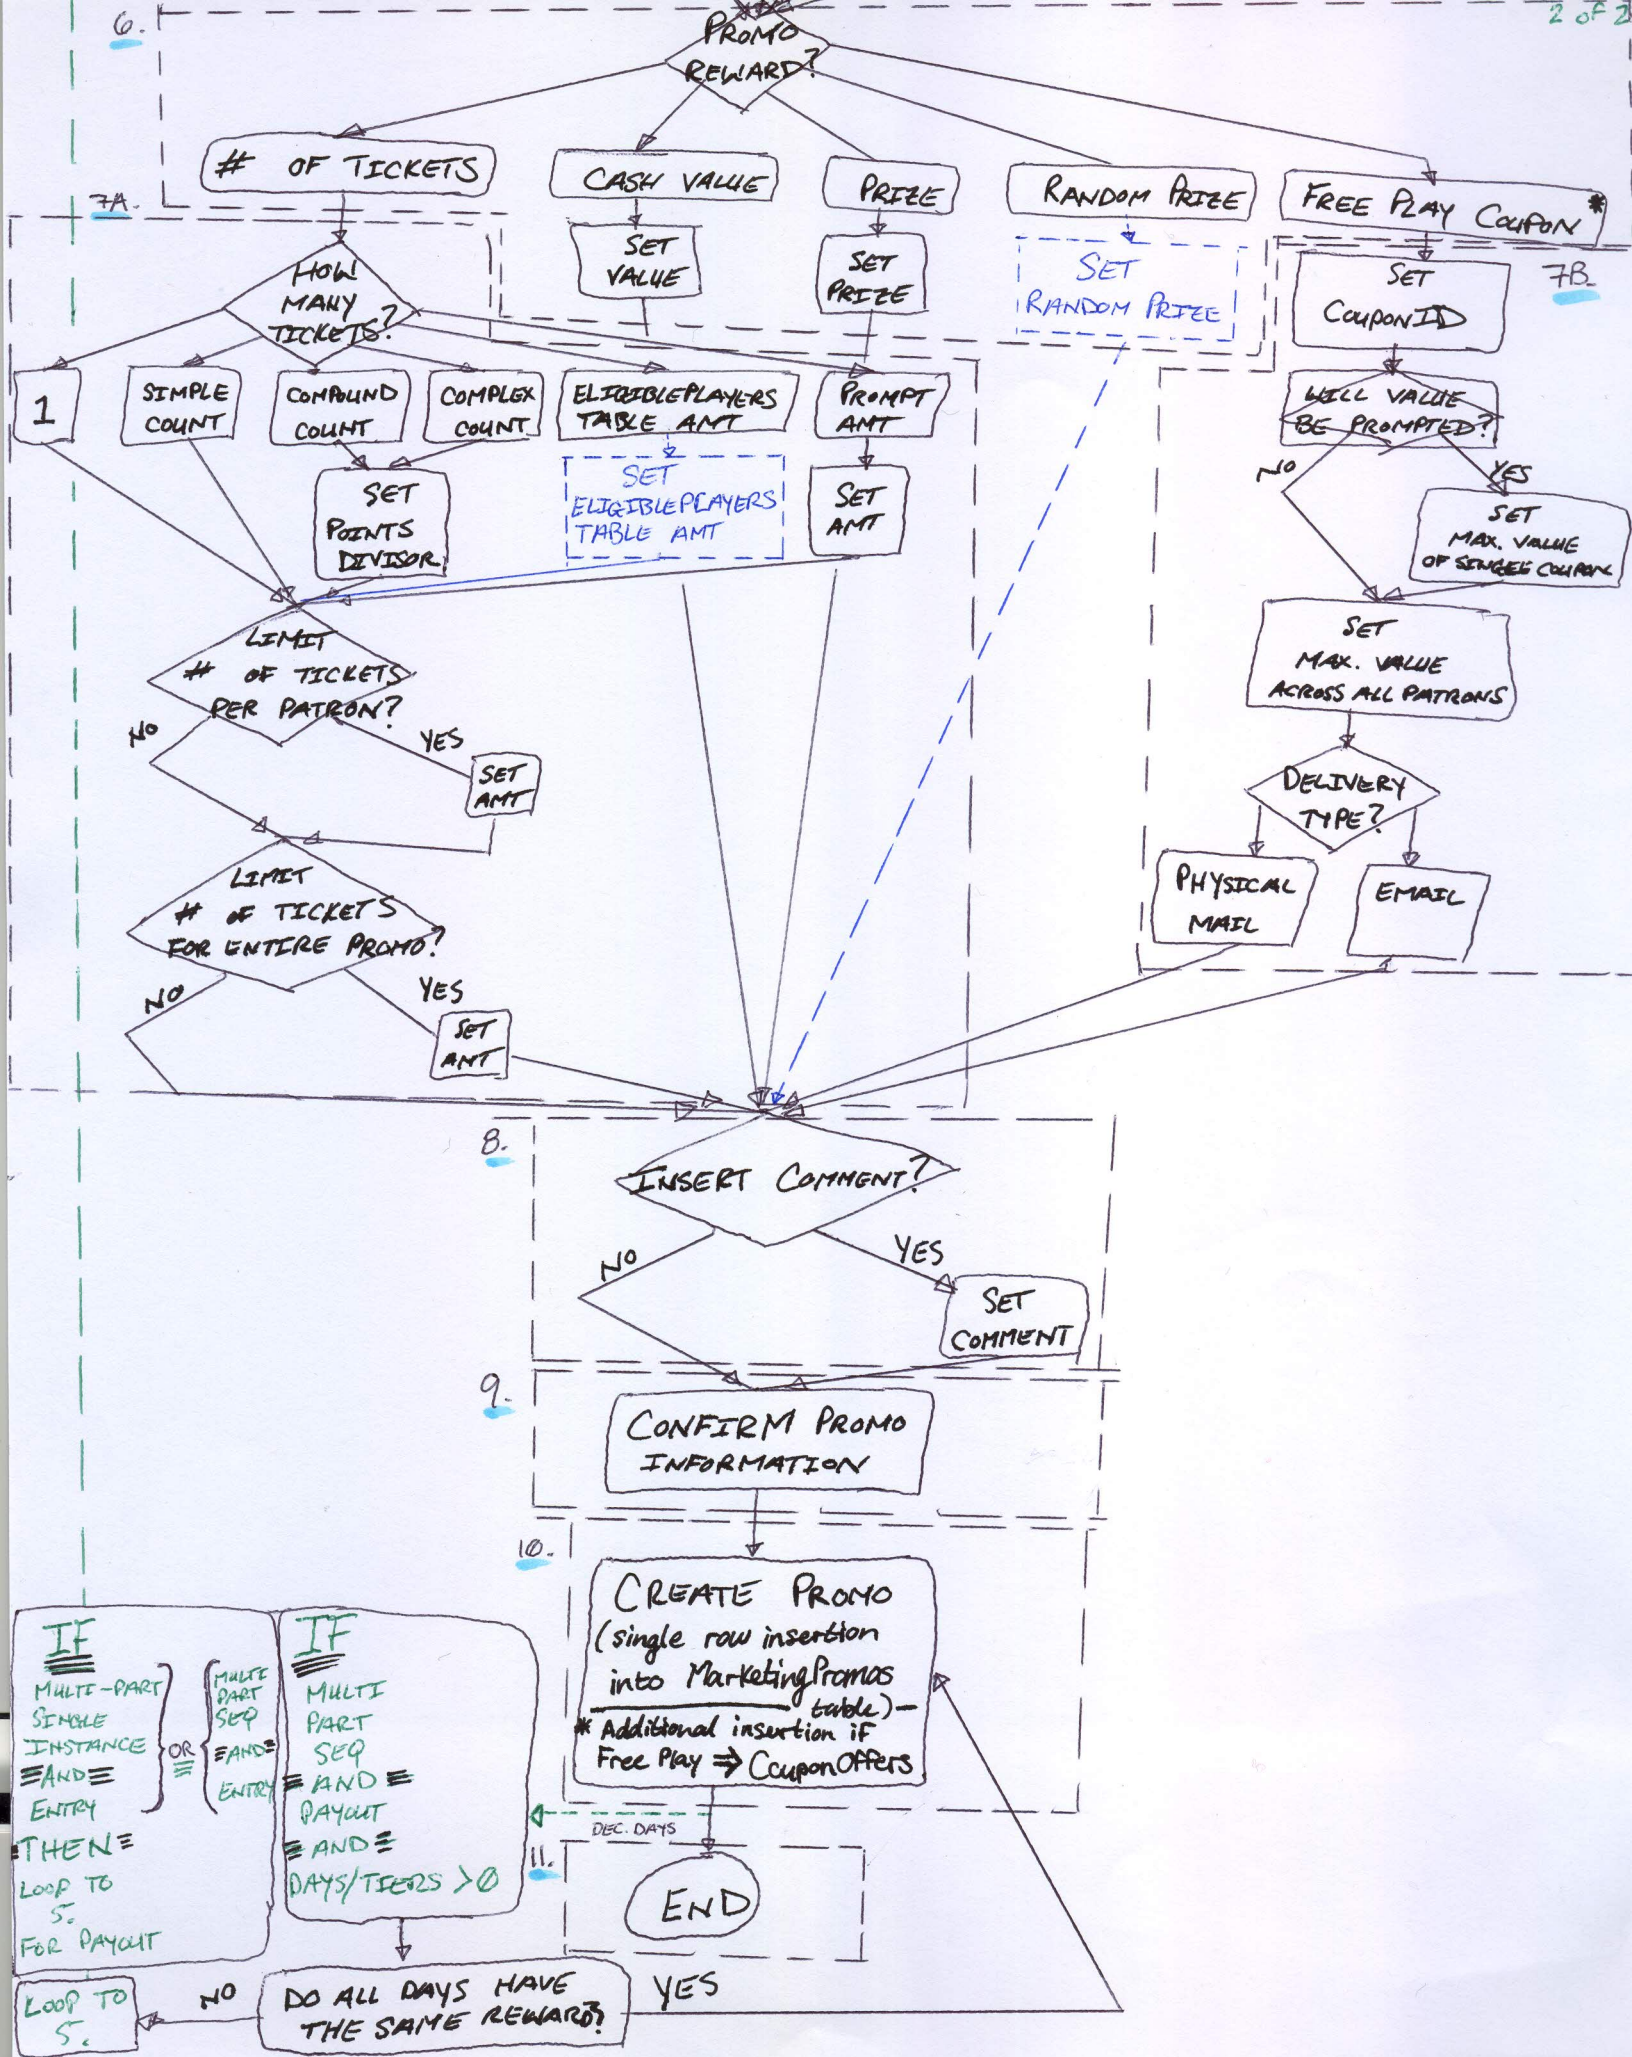 6.
2 OF 2
PROMO
REWARD?
# OF TICKETS
CASH VALUE
PRIZE
RANDOM PRIZE
FREE PLAY COUPON *
7A.
SET
VALUE
SET
PRIZE
SET
RANDOM PRIZE
SET
COUPONID
7B.
HOW
MANY
TICKETS?
1
SIMPLE
COUNT
COMPOUND
COUNT
COMPLEX
COUNT
ELIGIBLEPLAYERS
TABLE AMT
PROMPT
AMT
WILL VALUE
BE PROMPTED?
NO
YES
SET
POINTS
DIVISOR
SET
ELIGIBLEPLAYERS
TABLE AMT
SET
AMT
SET
MAX. VALUE
OF SINGLE COUPON
LIMIT
# OF TICKETS
PER PATRON?
NO
YES
SET
AMT
SET
MAX. VALUE
ACROSS ALL PATRONS
DELIVERY
TYPE?
PHYSICAL
MAIL
EMAIL
LIMIT
# OF TICKETS
FOR ENTIRE PROMO?
NO
YES
SET
AMT
8.
INSERT COMMENT?
NO
YES
SET
COMMENT
9.
CONFIRM PROMO
INFORMATION
10.
CREATE PROMO
(single row insertion
into MarketingPromos
table)
* Additional insertion if
Free Play ⇒ CouponOffers
DEC. DAYS
11.
END
IF
MULTI-PART
SINGLE
INSTANCE
AND
ENTRY
OR
MULTI
PART
SEQ
AND
ENTRY
THEN
LOOP TO
5.
FOR PAYOUT
IF
MULTI
PART
SEQ
AND
PAYOUT
AND
DAYS/TIERS > 0
DO ALL DAYS HAVE
THE SAME REWARD?
NO
YES
LOOP TO
5.